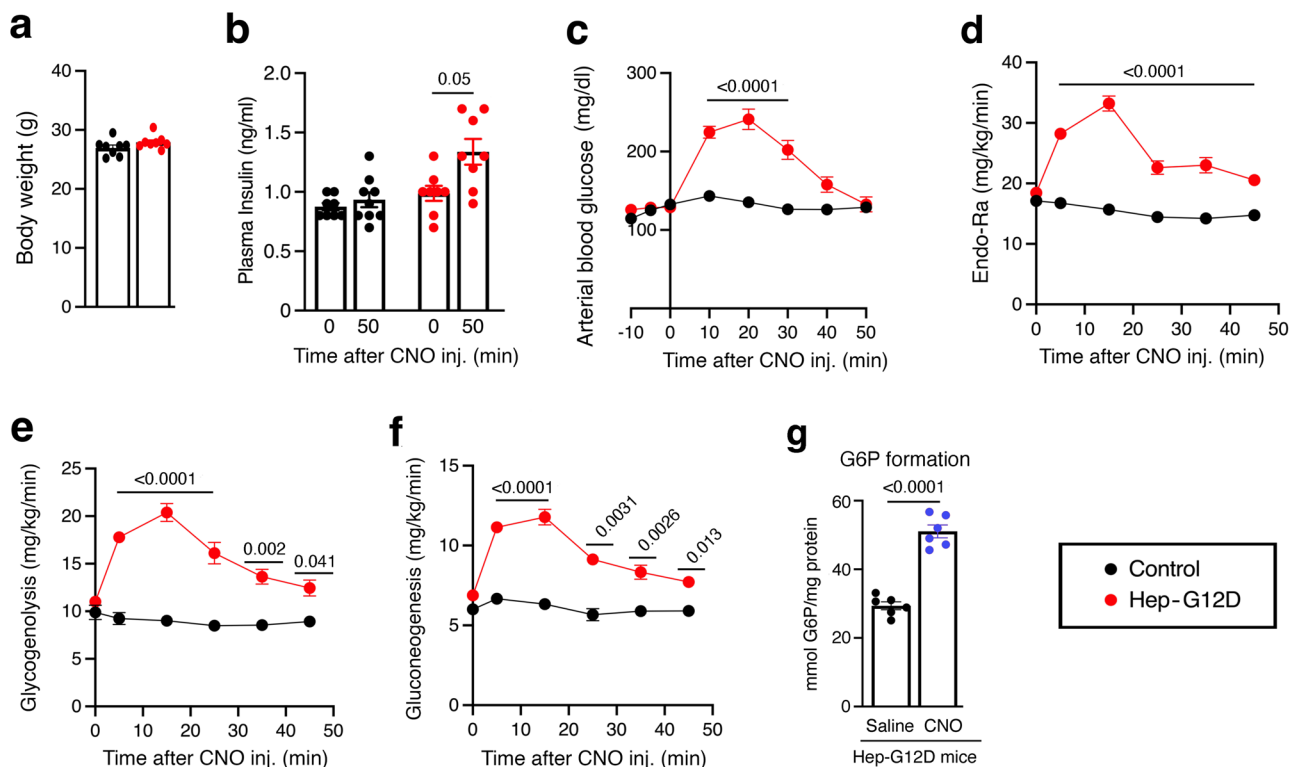 a
Body weight (g)
40
30
20
10
0
b
Plasma Insulin (ng/ml)
2.0
1.5
1.0
0.5
0
0.05
0 50 0 50
Time after CNO inj. (min)
c
Arterial blood glucose (mg/dl)
300
200
100
<0.0001
-10 0 10 20 30 40 50
Time after CNO inj. (min)
d
Endo-Ra (mg/kg/min)
40
30
20
10
0
<0.0001
0 10 20 30 40 50
Time after CNO inj. (min)
e
Glycogenolysis (mg/kg/min)
25
20
15
10
5
0
<0.0001
0.002
0.041
0 10 20 30 40 50
Time after CNO inj. (min)
f
Gluconeogenesis (mg/kg/min)
15
10
5
0
<0.0001
0.0031
0.0026
0.013
0 10 20 30 40 50
Time after CNO inj. (min)
g
G6P formation
<0.0001
mmol G6P/mg protein
60
40
20
0
Saline CNO
Hep-G12D mice
Control
Hep-G12D